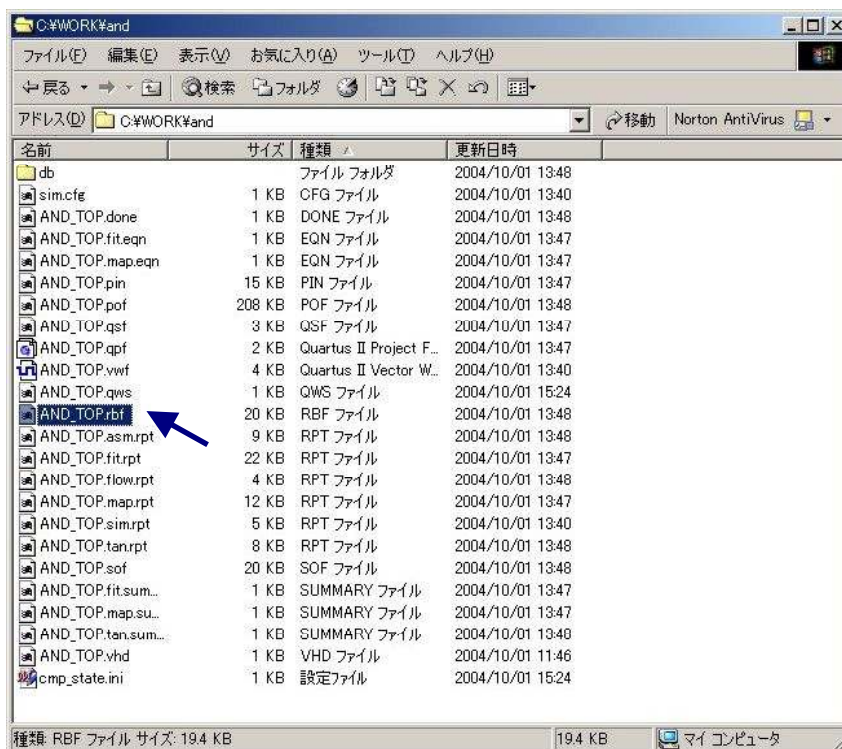 C:¥WORK¥and
ファイル(F) 編集(E) 表示(V) お気に入り(A) ツール(T) ヘルプ(H)
戻る 検索 フォルダ
アドレス(D) C:¥WORK¥and 移動 Norton AntiVirus
名前 サイズ 種類 更新日時
db ファイル フォルダ 2004/10/01 13:48
sim.cfg 1 KB CFG ファイル 2004/10/01 13:40
AND_TOP.done 1 KB DONE ファイル 2004/10/01 13:48
AND_TOP.fit.eqn 1 KB EQN ファイル 2004/10/01 13:47
AND_TOP.map.eqn 1 KB EQN ファイル 2004/10/01 13:47
AND_TOP.pin 15 KB PIN ファイル 2004/10/01 13:47
AND_TOP.pof 208 KB POF ファイル 2004/10/01 13:48
AND_TOP.qsf 3 KB QSF ファイル 2004/10/01 13:47
AND_TOP.qpf 2 KB Quartus II Project F... 2004/10/01 13:47
AND_TOP.vwf 4 KB Quartus II Vector W... 2004/10/01 13:40
AND_TOP.qws 1 KB QWS ファイル 2004/10/01 15:24
AND_TOP.rbf 20 KB RBF ファイル 2004/10/01 13:48
AND_TOP.asm.rpt 9 KB RPT ファイル 2004/10/01 13:48
AND_TOP.fit.rpt 22 KB RPT ファイル 2004/10/01 13:47
AND_TOP.flow.rpt 4 KB RPT ファイル 2004/10/01 13:48
AND_TOP.map.rpt 12 KB RPT ファイル 2004/10/01 13:47
AND_TOP.sim.rpt 5 KB RPT ファイル 2004/10/01 13:40
AND_TOP.tan.rpt 8 KB RPT ファイル 2004/10/01 13:48
AND_TOP.sof 20 KB SOF ファイル 2004/10/01 13:48
AND_TOP.fit.sum... 1 KB SUMMARY ファイル 2004/10/01 13:47
AND_TOP.map.su... 1 KB SUMMARY ファイル 2004/10/01 13:47
AND_TOP.tan.sum... 1 KB SUMMARY ファイル 2004/10/01 13:48
AND_TOP.vhd 1 KB VHD ファイル 2004/10/01 11:46
cmp_state.ini 1 KB 設定ファイル 2004/10/01 15:24
種類: RBF ファイル サイズ: 19.4 KB 19.4 KB マイ コンピュータ